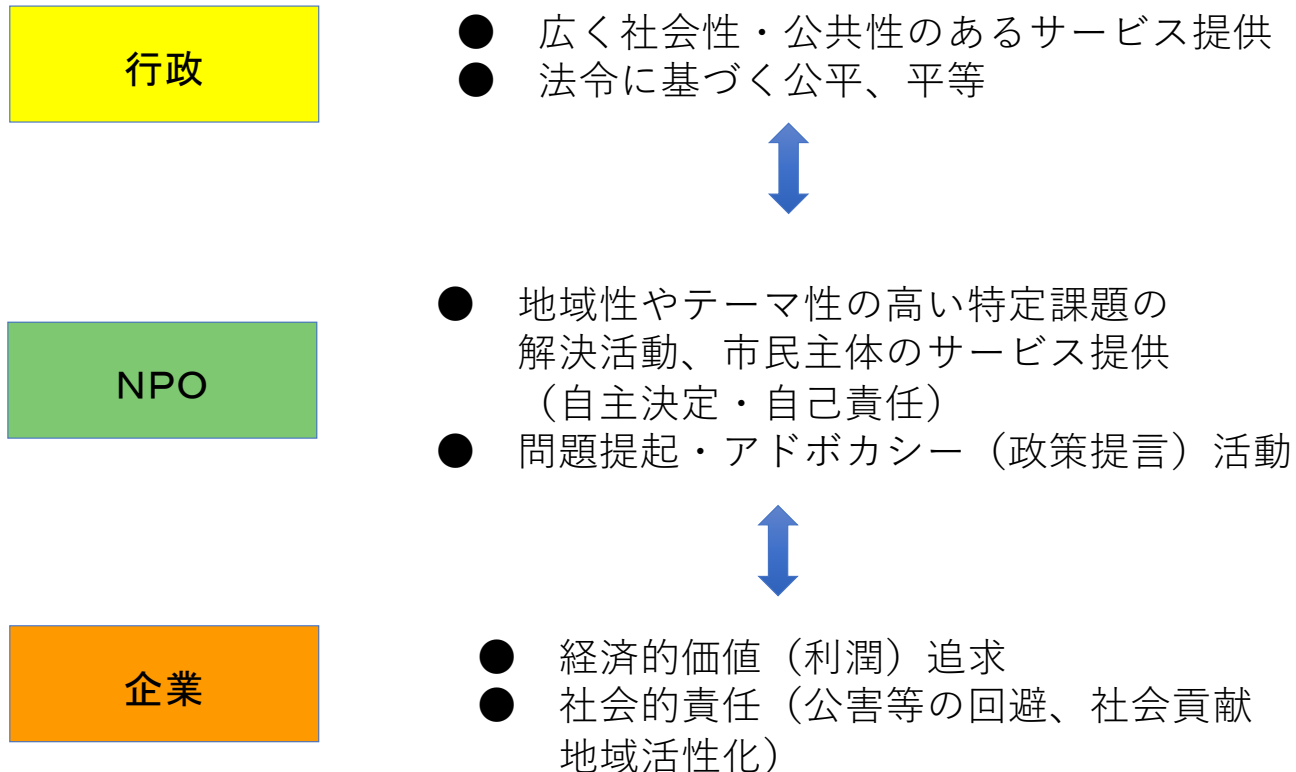 行政
● 広く社会性・公共性のあるサービス提供
● 法令に基づく公平、平等
NPO
● 地域性やテーマ性の高い特定課題の
解決活動、市民主体のサービス提供
（自主決定・自己責任）
● 問題提起・アドボカシー（政策提言）活動
企業
● 経済的価値（利潤）追求
● 社会的責任（公害等の回避、社会貢献
地域活性化）